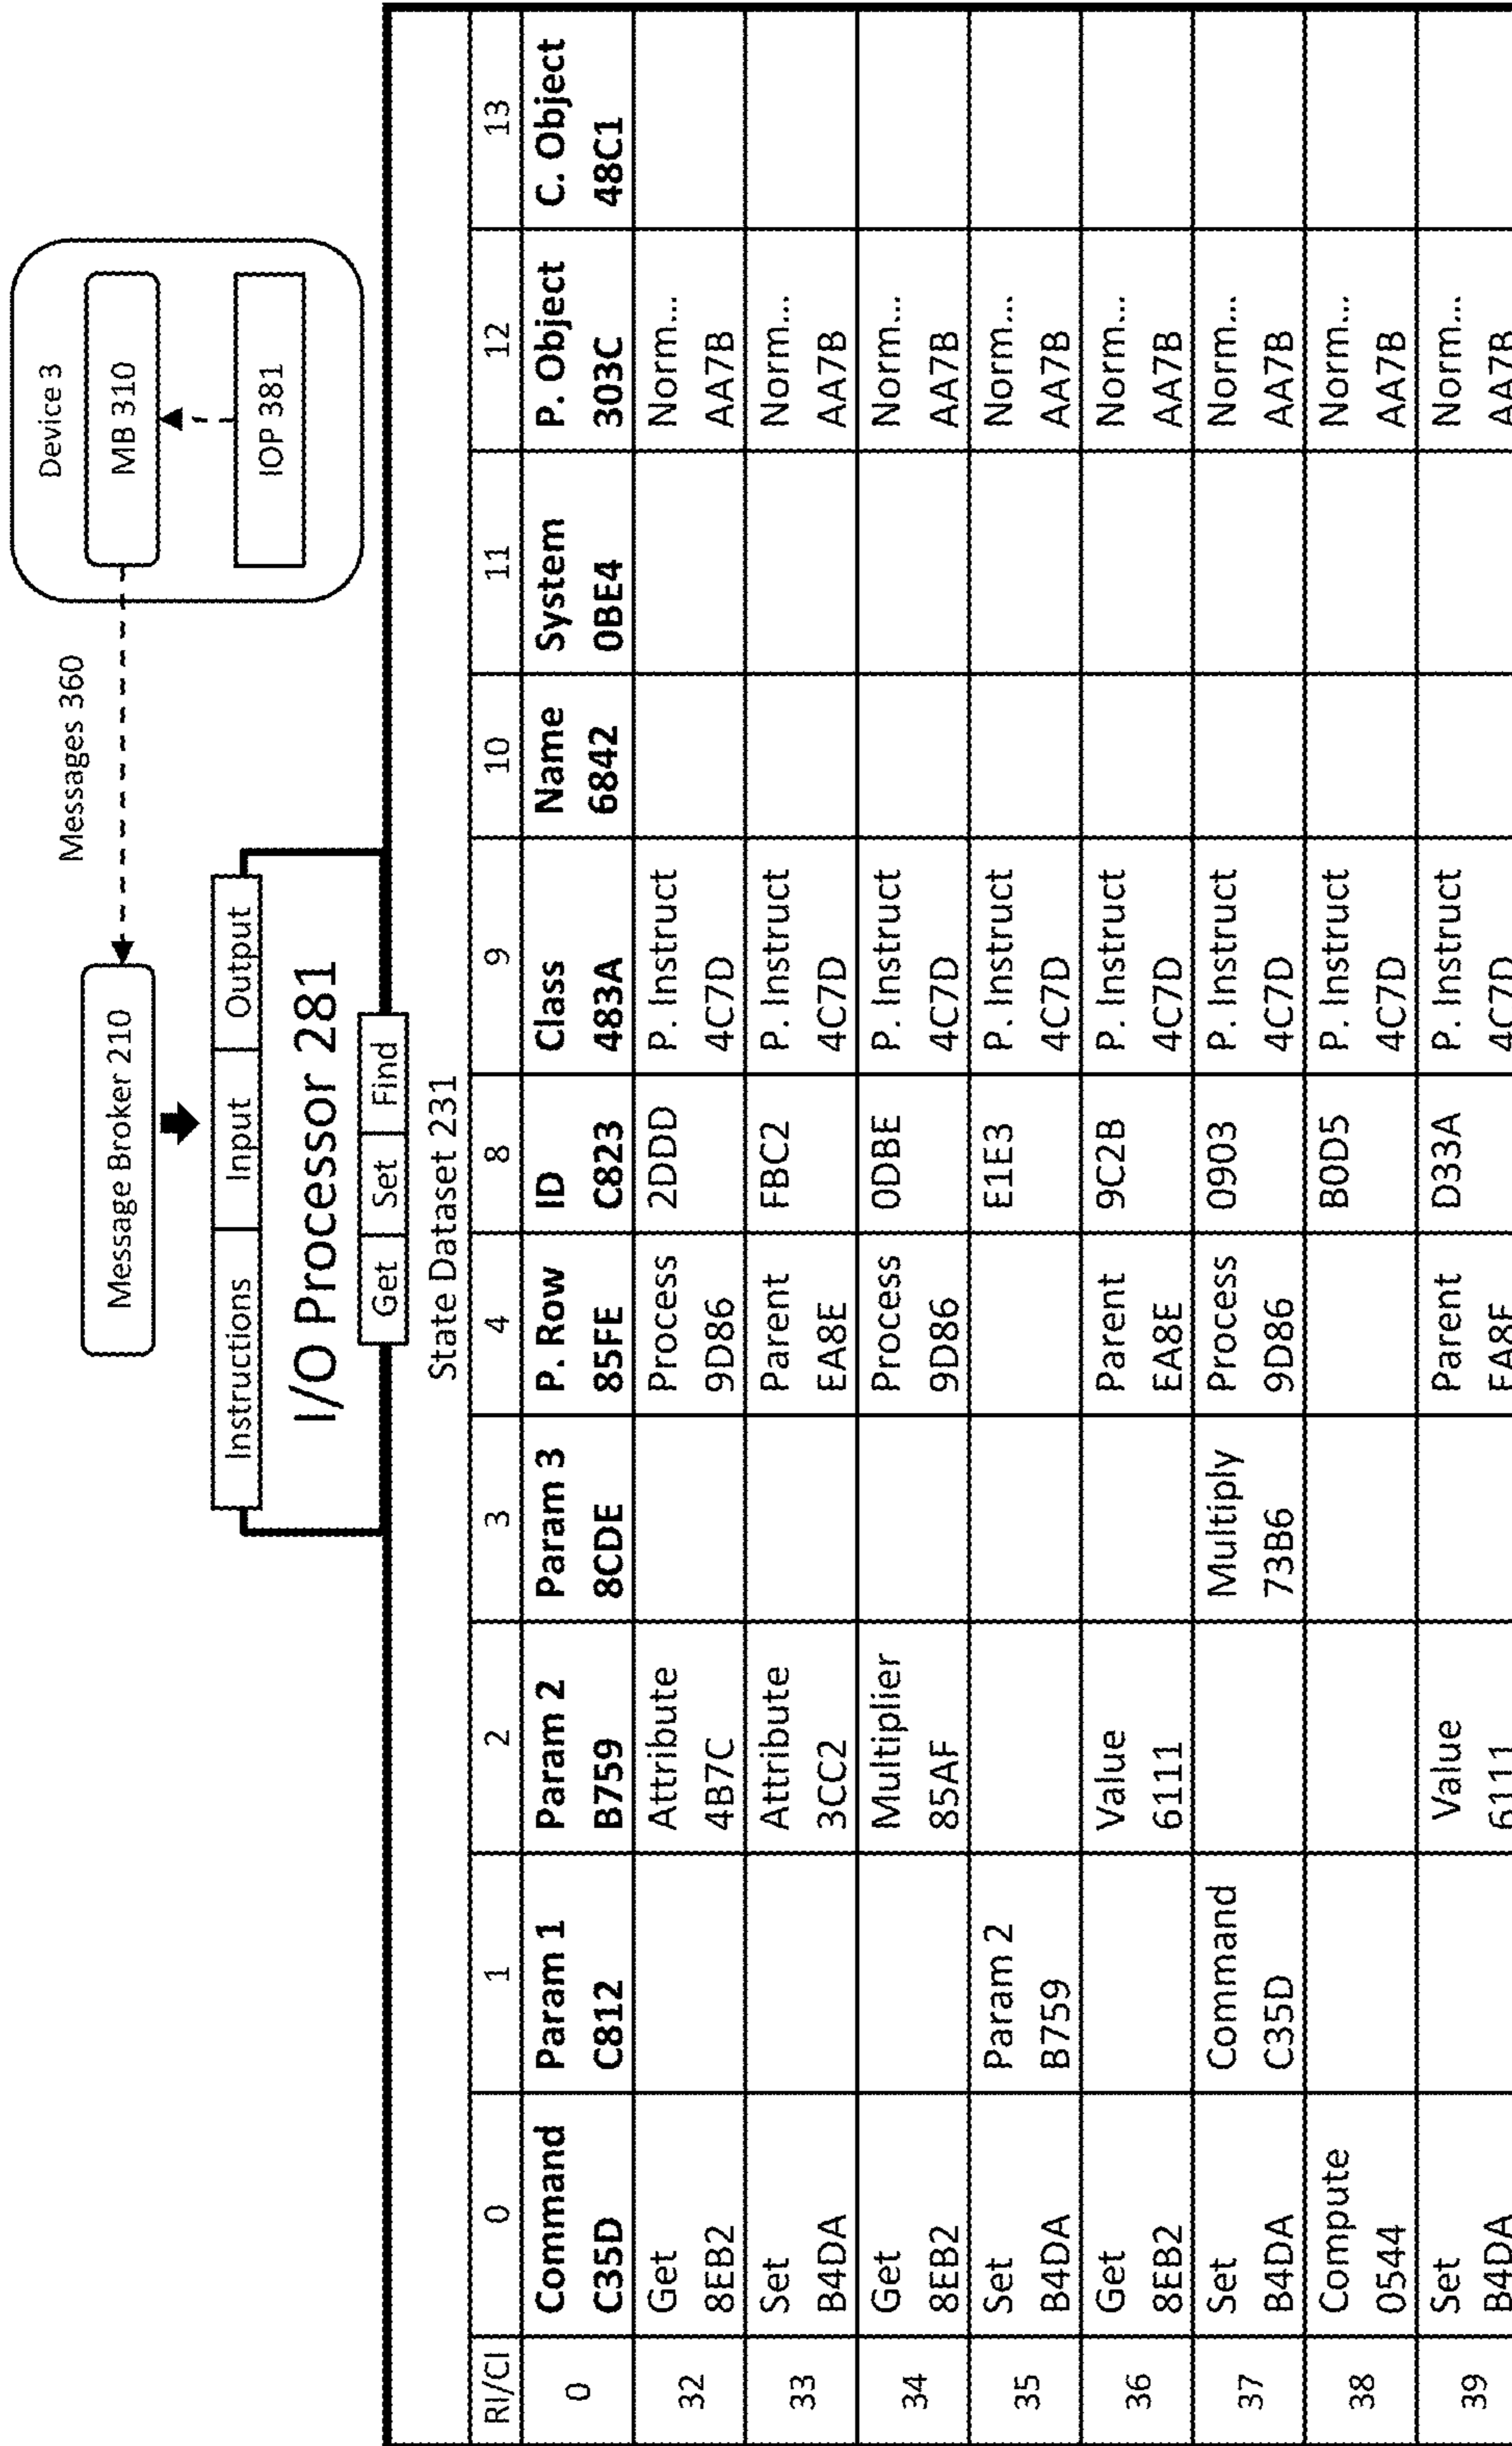 Device 3
Messages 360
Message Broker 210
MB 310
Instructions Input Output
IOP 381
I/O Processor 281
Get Set Find
State Dataset 231
RI/CI 0 1 2 3 4 8 9 10 11 12 13
0 Command Param 1 Param 2 Param 3 P. Row ID Class Name System P. Object C. Object
C35D C812 B759 8CDE 85FE C823 483A 6842 0BE4 303C 48C1
32 Get Attribute Process 2DDD P. Instruct Norm...
8EB2 4B7C 9D86 4C7D AA7B
33 Set Attribute Parent FBC2 P. Instruct Norm...
B4DA 3CC2 EA8E 4C7D AA7B
34 Get Multiplier Process 0DBE P. Instruct Norm...
8EB2 85AF 9D86 4C7D AA7B
35 Set Param 2 E1E3 P. Instruct Norm...
B4DA B759 4C7D AA7B
36 Get Value Parent 9C2B P. Instruct Norm...
8EB2 6111 EA8E 4C7D AA7B
37 Set Command Multiply Process 0903 P. Instruct Norm...
B4DA C35D 73B6 9D86 4C7D AA7B
38 Compute B0D5 P. Instruct Norm...
0544 4C7D AA7B
39 Set Value Parent D33A P. Instruct Norm...
B4DA 6111 EA8E 4C7D AA7B